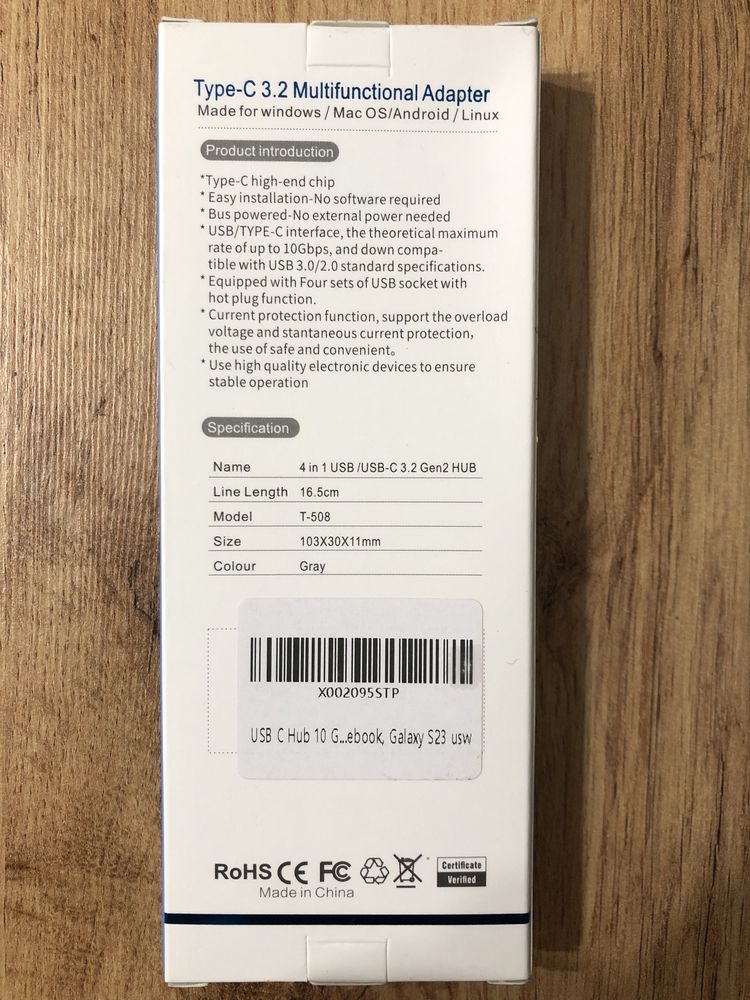 Type-C 3.2 Multifunctional Adapter
Made for windows / Mac OS/Android / Linux
Product introduction
*Type-C high-end chip
* Easy installation-No software required
* Bus powered-No external power needed
* USB/TYPE-C interface, the theoretical maximum
rate of up to 10Gbps, and down compa-
tible with USB 3.0/2.0 standard specifications.
* Equipped with Four sets of USB socket with
hot plug function.
* Current protection function, support the overload
voltage and stantaneous current protection,
the use of safe and convenient。
* Use high quality electronic devices to ensure
stable operation
Specification
Name 4 in 1 USB /USB-C 3.2 Gen2 HUB
Line Length 16.5cm
Model T-508
Size 103X30X11mm
Colour Gray
X002095STP
USB C Hub 10 G...ebook, Galaxy S23 usw
RoHS CE FC
Certificate
Verified
Made in China